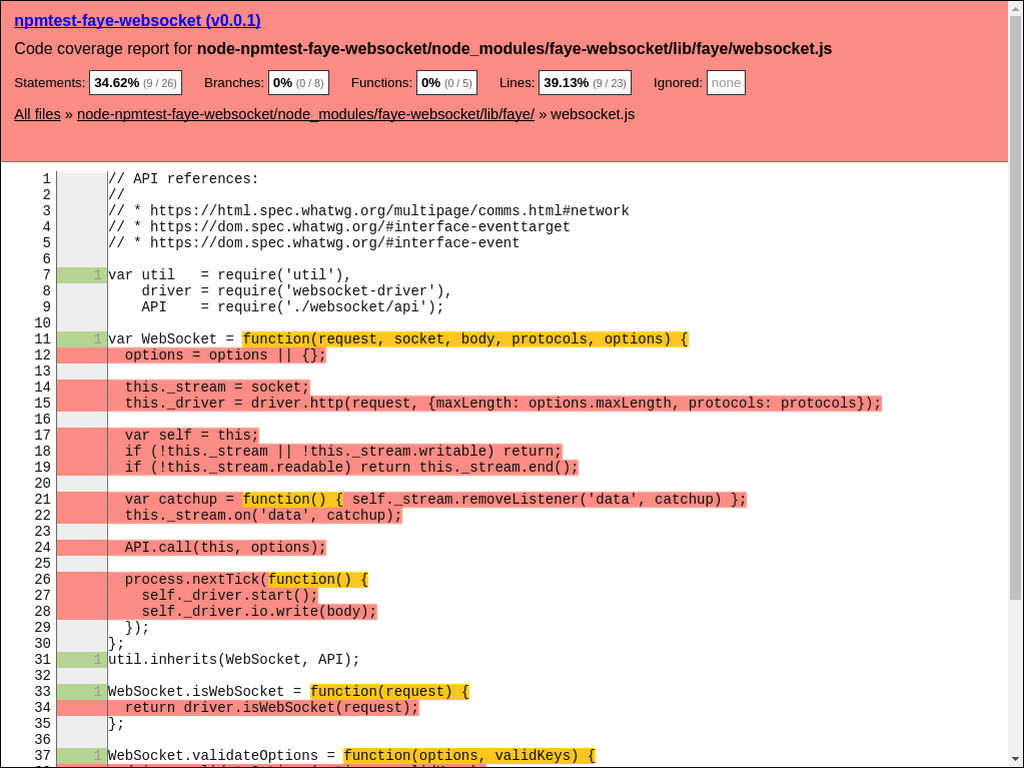 npmtest-faye-websocket (v0.0.1)
Code coverage report for node-npmtest-faye-websocket/node_modules/faye-websocket/lib/faye/websocket.js
Statements: 34.62% (9 / 26) Branches: 0% (0 / 8) Functions: 0% (0 / 5) Lines: 39.13% (9 / 23) Ignored: none
All files » node-npmtest-faye-websocket/node_modules/faye-websocket/lib/faye/ » websocket.js
1 // API references:
2 //
3 // * https://html.spec.whatwg.org/multipage/comms.html#network
4 // * https://dom.spec.whatwg.org/#interface-eventtarget
5 // * https://dom.spec.whatwg.org/#interface-event
6
7 1 var util   = require('util'),
8     driver = require('websocket-driver'),
9     API    = require('./websocket/api');
10
11 1 var WebSocket = function(request, socket, body, protocols, options) {
12   options = options || {};
13
14   this._stream = socket;
15   this._driver = driver.http(request, {maxLength: options.maxLength, protocols: protocols});
16
17   var self = this;
18   if (!this._stream || !this._stream.writable) return;
19   if (!this._stream.readable) return this._stream.end();
20
21   var catchup = function() { self._stream.removeListener('data', catchup) };
22   this._stream.on('data', catchup);
23
24   API.call(this, options);
25
26   process.nextTick(function() {
27     self._driver.start();
28     self._driver.io.write(body);
29   });
30 };
31 1 util.inherits(WebSocket, API);
32
33 1 WebSocket.isWebSocket = function(request) {
34   return driver.isWebSocket(request);
35 };
36
37 1 WebSocket.validateOptions = function(options, validKeys) {